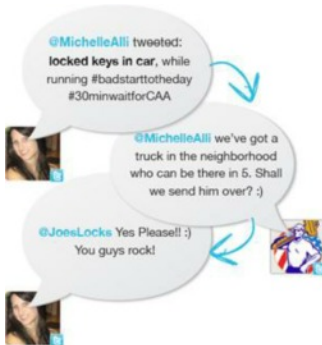 @MichelleAlli tweeted:
locked keys in car, while
running #badstarttotheday
#30minwaitforCAA
@MichelleAlli we've got a
truck in the neighborhood
who can be there in 5. Shall
we send him over? :)
@JoesLocks Yes Please!! :)
You guys rock!